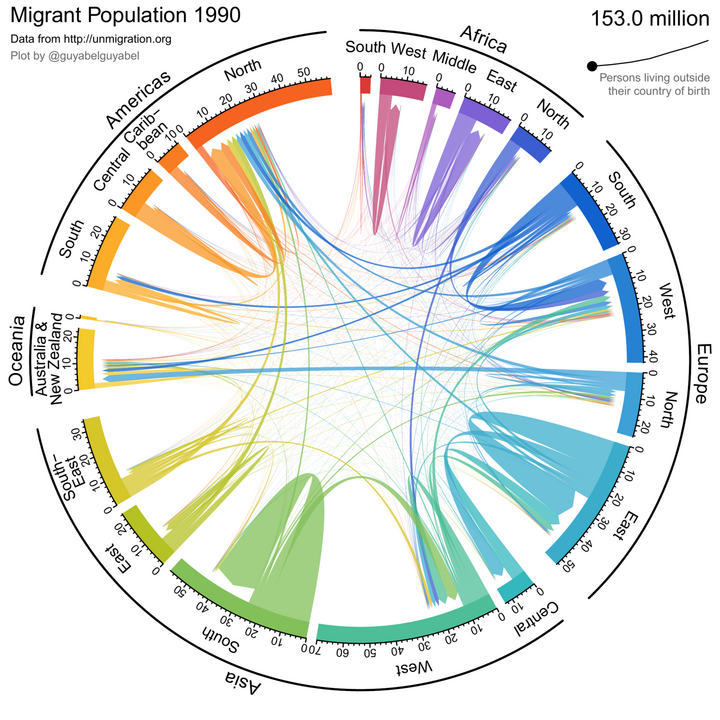 Migrant Population 1990
Data from http://unmigration.org
Plot by @guyabelguyabel
153.0 million
Persons living outside
their country of birth
Africa
South
West
Middle
East
North
0
0
10
0
0
10
0
10
Europe
South
0
10
20
30
West
0
10
20
30
40
North
0
10
20
East
0
10
20
30
40
50
Asia
Central
0
10
West
0
10
20
30
40
50
60
70
South
0
10
20
30
40
50
East
0
10
20
South-
East
0
10
20
30
Oceania
Australia &
New Zealand
0
10
20
0
Americas
South
0
10
20
Central
0
10
Carib-
bean
0
10
North
0
10
20
30
40
50